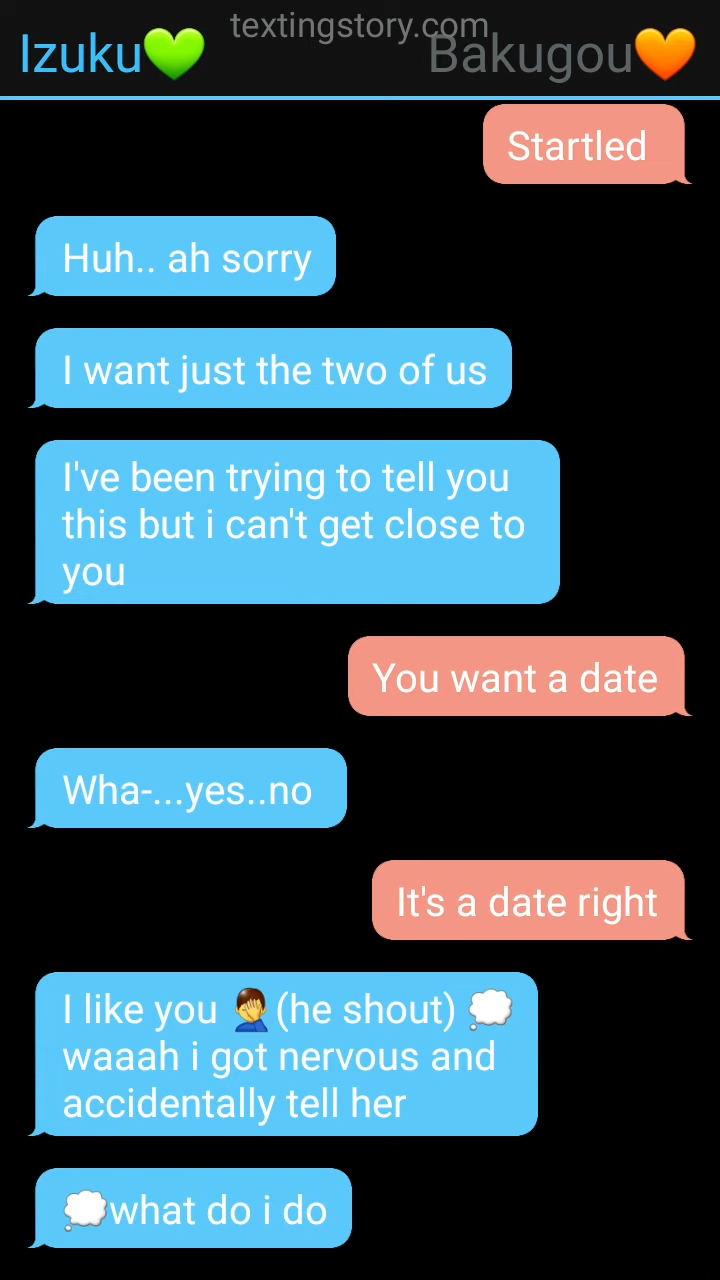 textingstory.com
Izuku💚 Bakugou🧡
Startled
Huh.. ah sorry
I want just the two of us
I've been trying to tell you
this but i can't get close to
you
You want a date
Wha-...yes..no
It's a date right
I like you 🤦‍♂️(he shout) 💭
waaah i got nervous and
accidentally tell her
💭what do i do